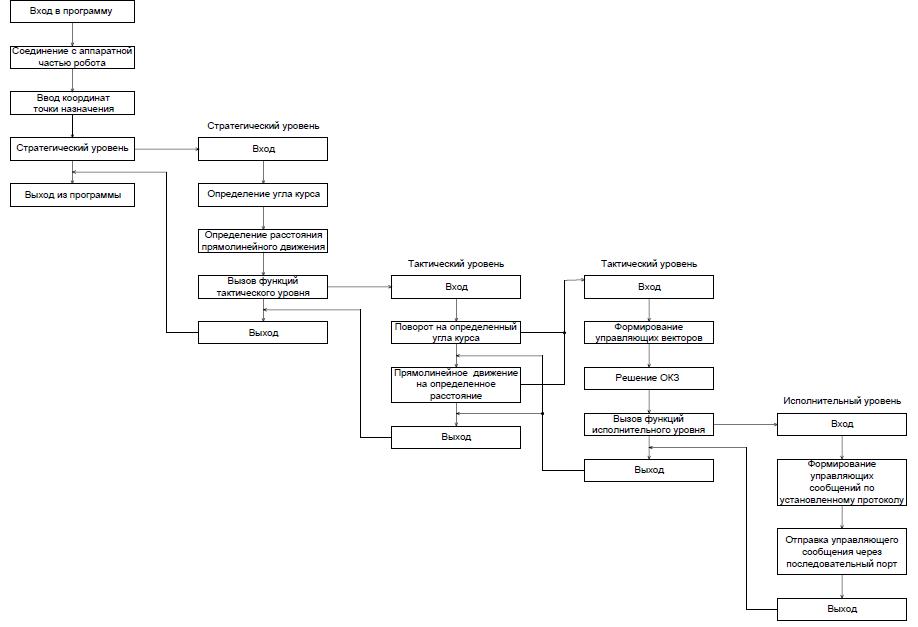 Вход в программу
Соединение с аппаратной
частью робота
Ввод координат
точки назначения
Стратегический уровень
Выход из программы
Стратегический уровень
Вход
Определение угла курса
Определение расстояния
прямолинейного движения
Вызов функций
тактического уровня
Выход
Тактический уровень
Вход
Поворот на определенный
угла курса
Прямолинейное движение
на определенное
расстояние
Выход
Тактический уровень
Вход
Формирование
управляющих векторов
Решение ОКЗ
Вызов функций
исполнительного уровня
Выход
Исполнительный уровень
Вход
Формирование
управляющих
сообщений по
установленному протоколу
Отправка управляющего
сообщения через
последовательный порт
Выход